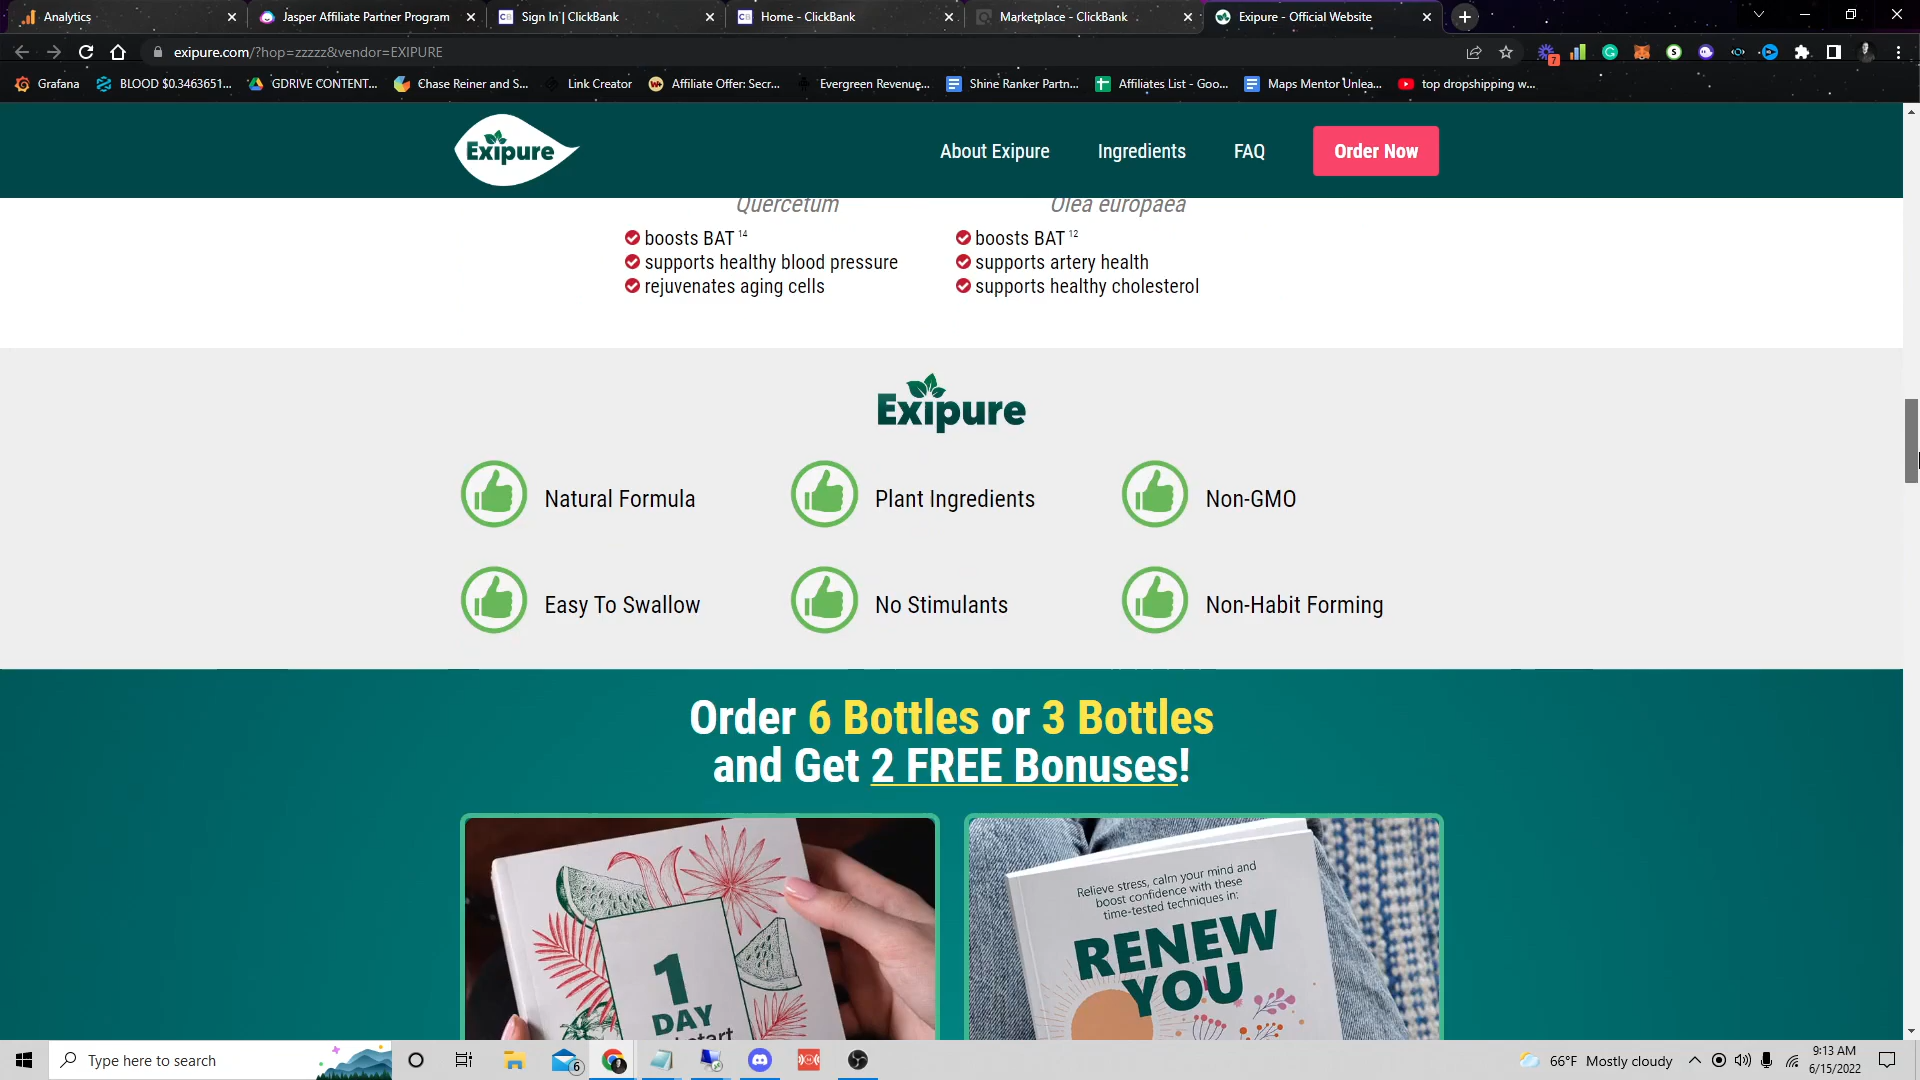 Analytics
Jasper Affiliate Partner Program
Sign In | ClickBank
Home - ClickBank
Marketplace - ClickBank
Exipure - Official Website
exipure.com/?hop=zzzzz&vendor=EXIPURE
7
Grafana
BLOOD $0.3463651...
GDRIVE CONTENT...
Chase Reiner and S...
Link Creator
Affiliate Offer: Secr...
Evergreen Revenue,...
Shine Ranker Partn...
Affiliates List - Goo...
Maps Mentor Unlea...
top dropshipping w...
Exipure
About Exipure
Ingredients
FAQ
Order Now
Quercetum
Olea europaea
boosts BAT 14
boosts BAT 12
supports healthy blood pressure
supports artery health
rejuvenates aging cells
supports healthy cholesterol
Exipure
Natural Formula
Plant Ingredients
Non-GMO
Easy To Swallow
No Stimulants
Non-Habit Forming
Order 6 Bottles or 3 Bottles
and Get 2 FREE Bonuses!
1
DAY
Relieve stress, calm your mind and
boost confidence with these
time-tested techniques in:
RENEW
YOU
Type here to search
6
66°F Mostly cloudy
9:13 AM
6/15/2022